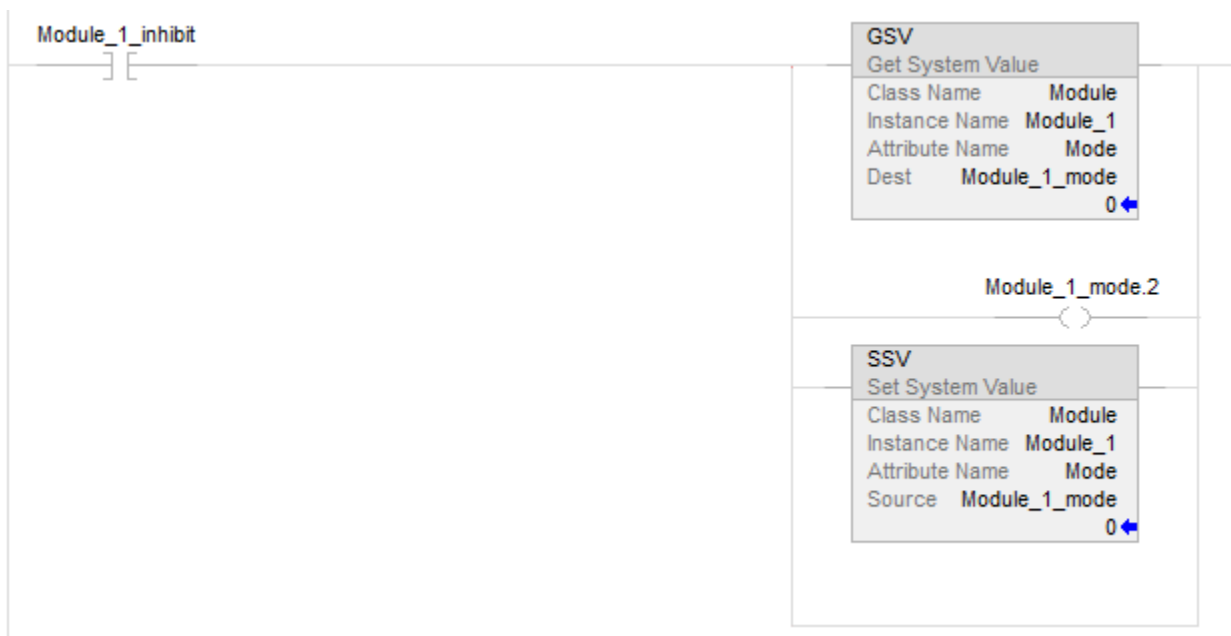 Module_1_inhibit
GSV
Get System Value
Class Name Module
Instance Name Module_1
Attribute Name Mode
Dest Module_1_mode
0
Module_1_mode.2
SSV
Set System Value
Class Name Module
Instance Name Module_1
Attribute Name Mode
Source Module_1_mode
0